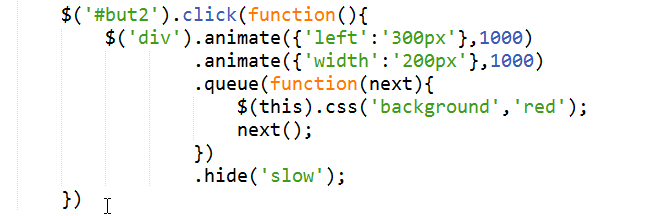 $('#but2').click(function(){
$('div').animate({'left':'300px'},1000)
.animate({'width':'200px'},1000)
.queue(function(next){
$(this).css('background','red');
next();
})
.hide('slow');
})